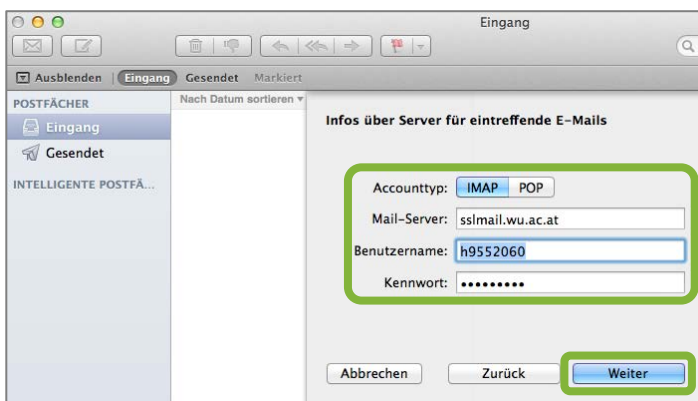 Eingang
Ausblenden Eingang Gesendet Markiert
POSTFÄCHER
Eingang
Gesendet
INTELLIGENTE POSTFÄ...
Nach Datum sortieren
Infos über Server für eintreffende E-Mails
Accounttyp: IMAP POP
Mail-Server: sslmail.wu.ac.at
Benutzername: h9552060
Kennwort: •••••••••
Abbrechen Zurück Weiter